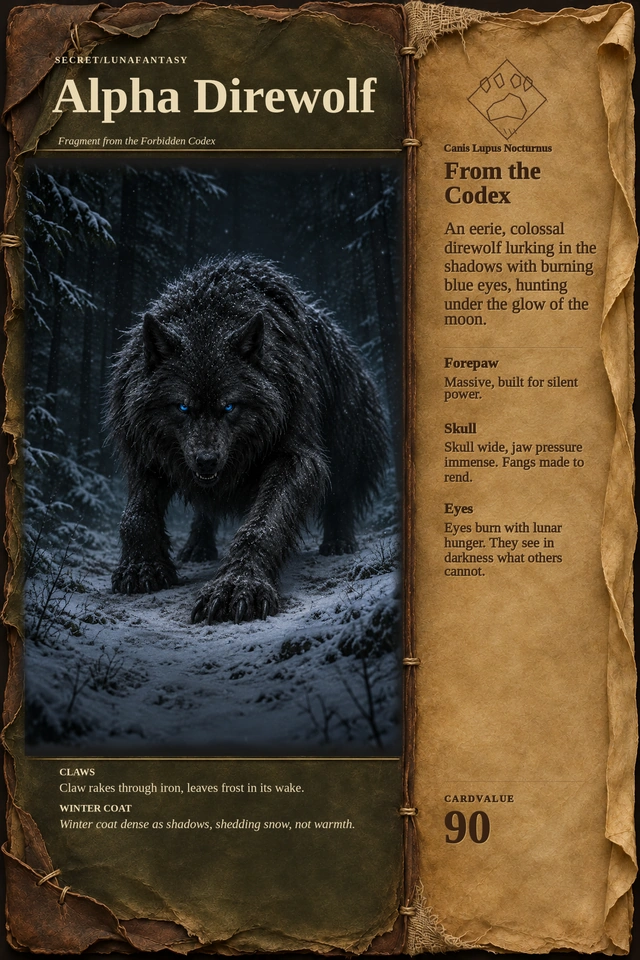 SECRET/LUNAFANTASY
Alpha Direwolf
Fragment from the Forbidden Codex
CLAWS
Claw rakes through iron, leaves frost in its wake.
WINTER COAT
Winter coat dense as shadows, shedding snow, not warmth.
Canis Lupus Nocturnus
From the
Codex
An eerie, colossal
direwolf lurking in the
shadows with burning
blue eyes, hunting
under the glow of the
moon.
Forepaw
Massive, built for silent
power.
Skull
Skull wide, jaw pressure
immense. Fangs made to
rend.
Eyes
Eyes burn with lunar
hunger. They see in
darkness what others
cannot.
CARDVALUE
90